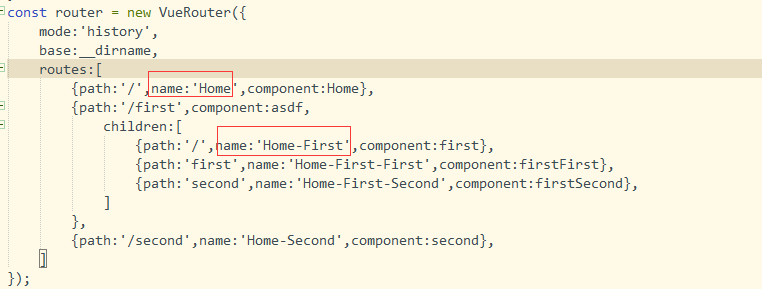 const router = new VueRouter({
mode:'history',
base:__dirname,
routes:[
{path:'/',name:'Home',component:Home},
{path:'/first',component:asdf,
children:[
{path:'/',name:'Home-First',component:first},
{path:'first',name:'Home-First-First',component:firstFirst},
{path:'second',name:'Home-First-Second',component:firstSecond},
]
},
{path:'/second',name:'Home-Second',component:second},
]
});